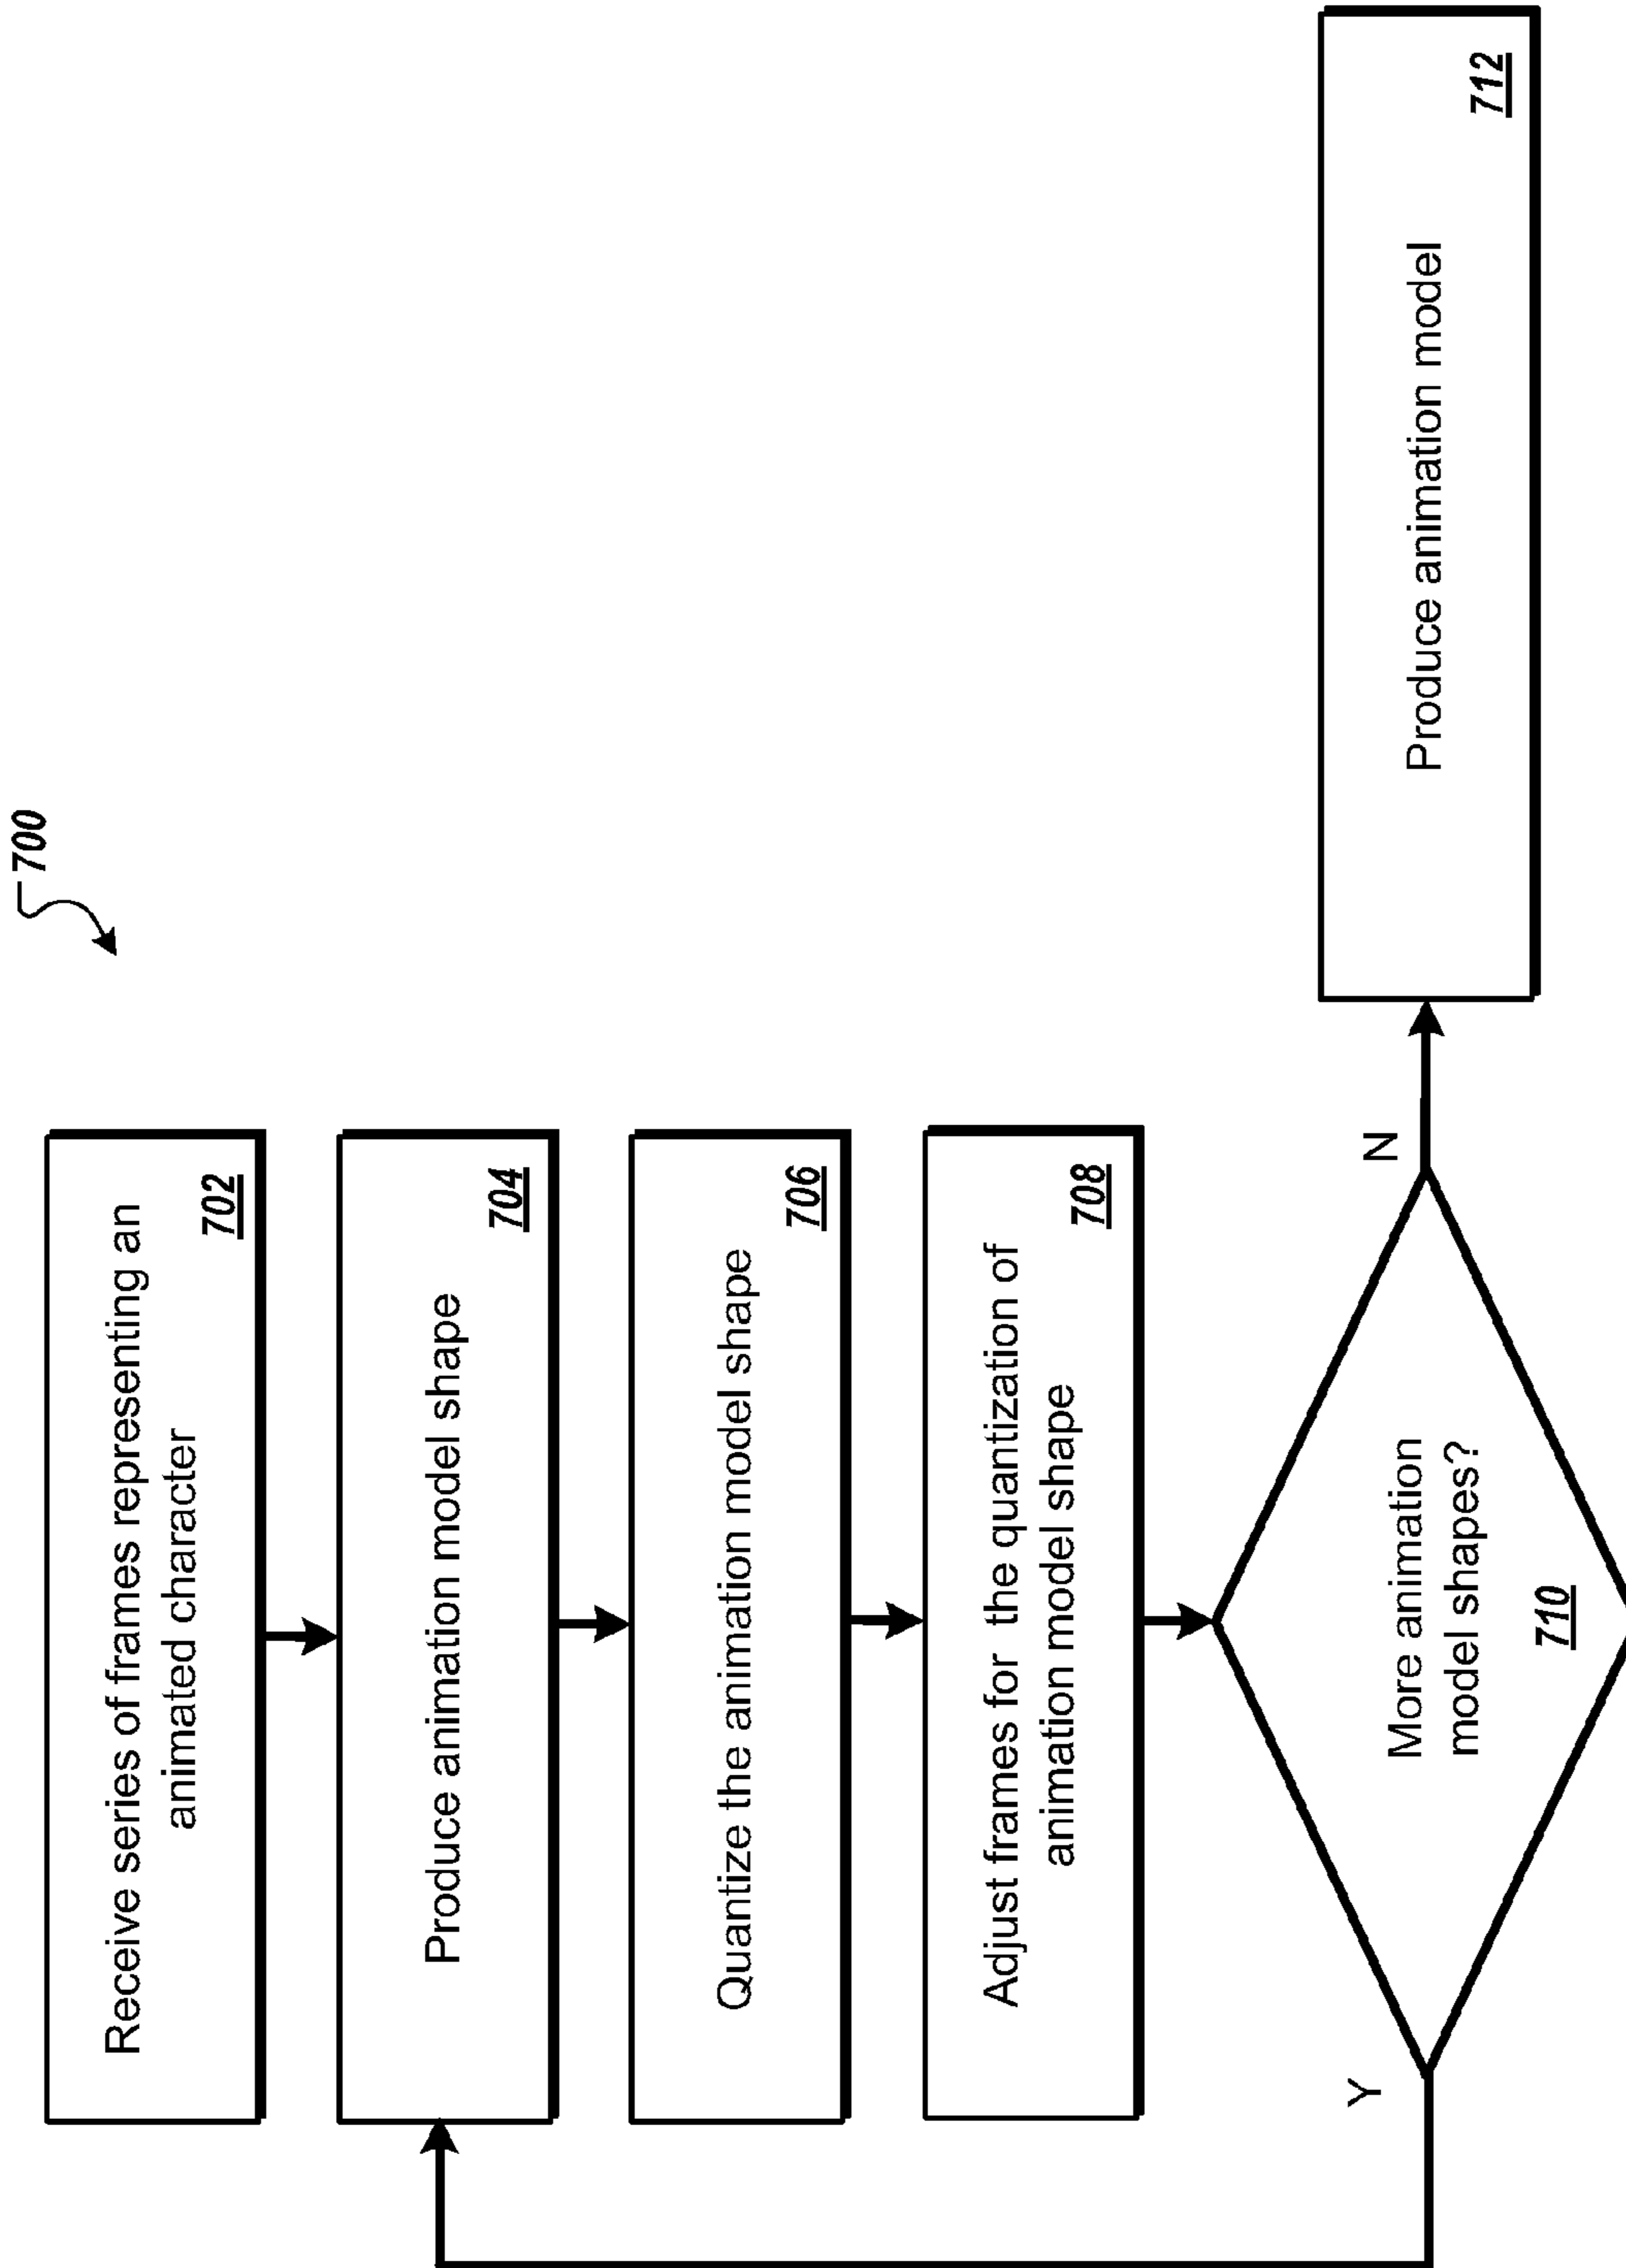 700
Receive series of frames representing an
animated character
702
Produce animation model shape
704
Quantize the animation model shape
706
Adjust frames for the quantization of
animation model shape
708
More animation
model shapes?
710
Y
N
Produce animation model
712